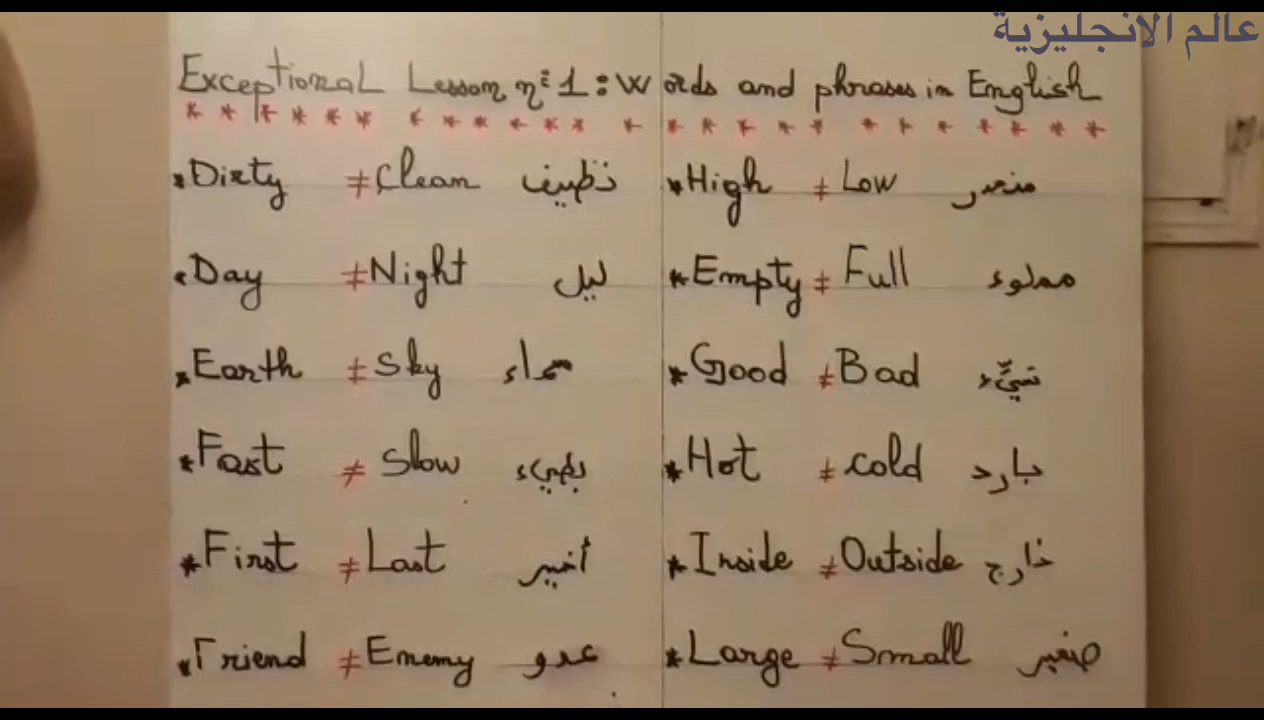 عالم الانجليزية
Exceptional Lesson n°1 : Words and phrases in English
* Dirty ≠ Clean نظيف
* High ≠ Low
* Day ≠ Night ليل
* Empty ≠ Full مملوء
* Earth ≠ Sky سماء
* Good ≠ Bad
* Fast ≠ Slow بطيء
* Hot ≠ cold بارد
* First ≠ Last أخير
* Inside ≠ Outside خارج
* Friend ≠ Enemy عدو
* Large ≠ Small صغير